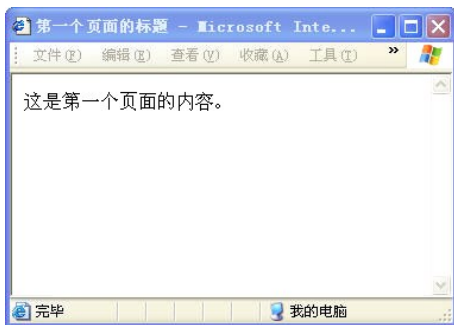 第一个页面的标题 - Microsoft Inte...
文件(F) 编辑(E) 查看(V) 收藏(A) 工具(T) »
这是第一个页面的内容。
完毕 我的电脑